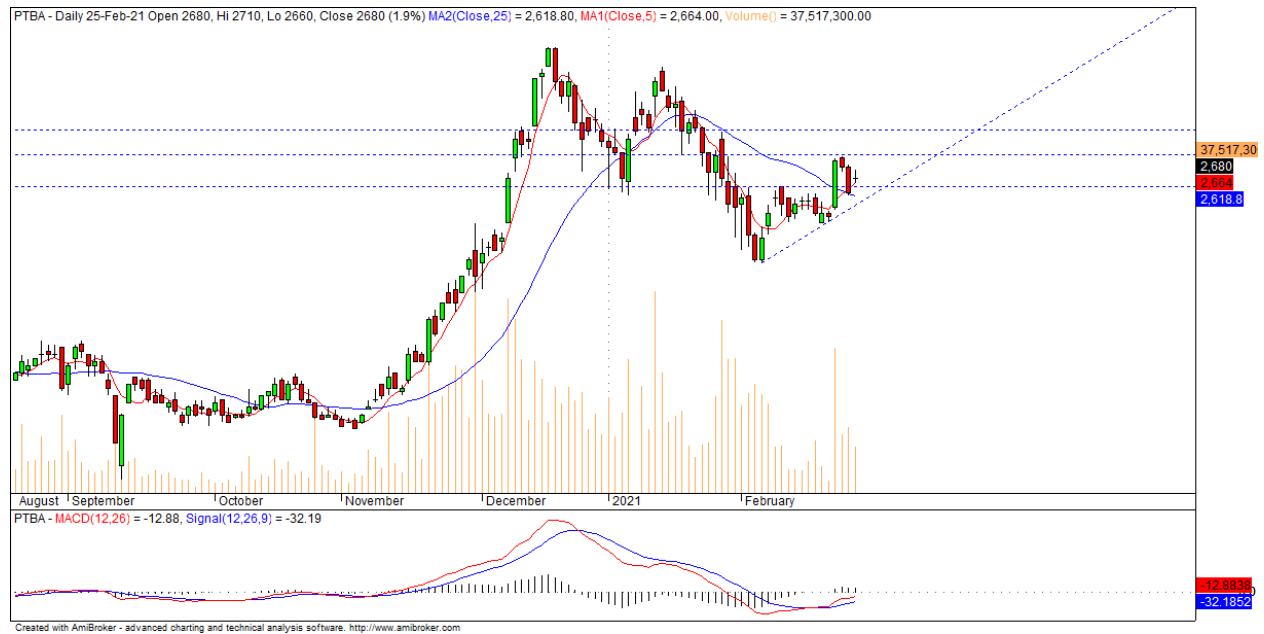 PTBA - Daily 25-Feb-21 Open 2680, Hi 2710, Lo 2660, Close 2680 (1.9%) MA2(Close,25) = 2,618.80, MA1(Close,5) = 2,664.00, Volume() = 37,517,300.00
37,517,30
2,680
2,664
2,618.8
August September October November December 2021 February
PTBA - MACD(12,26) = -12.88, Signal(12,26,9) = -32.19
-12.8838
-32.1852
Created with AmiBroker - advanced charting and technical analysis software. http://www.amibroker.com